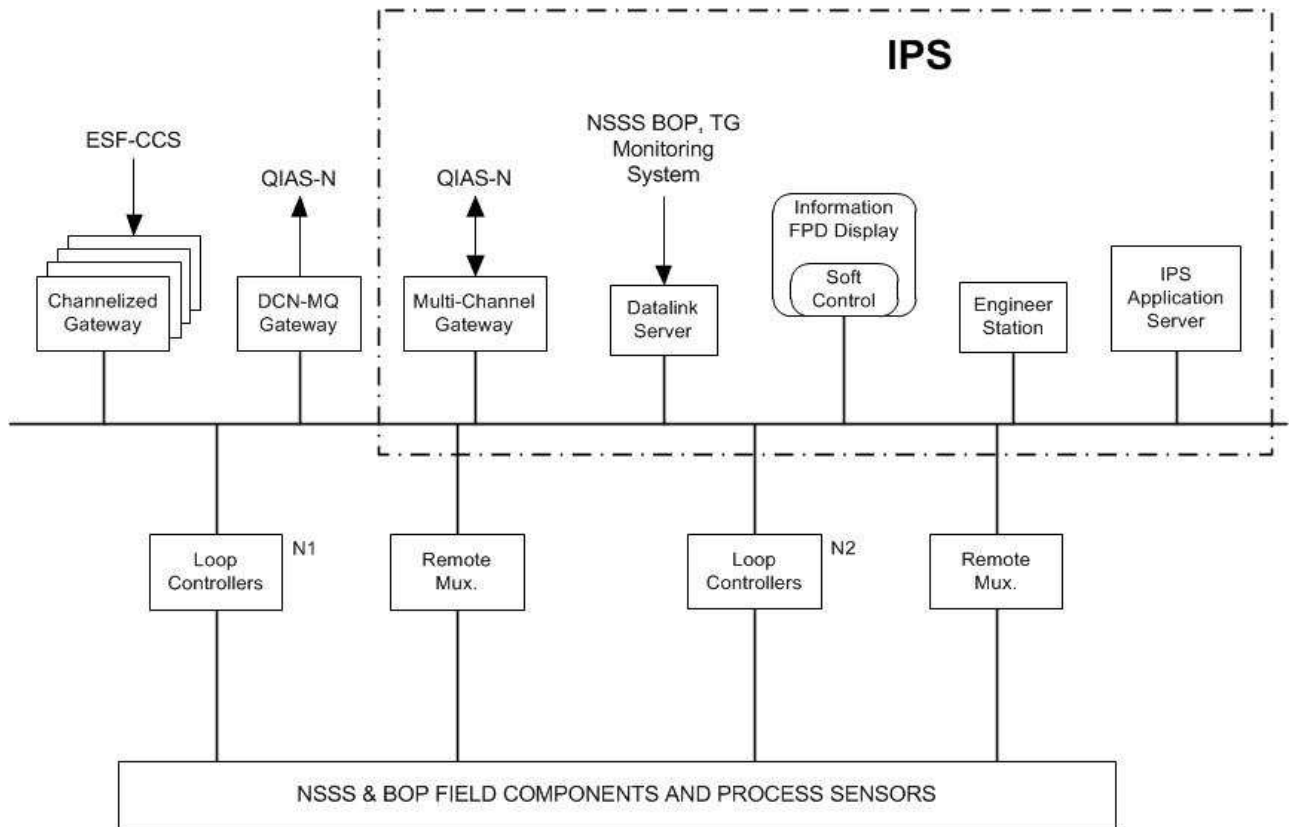 IPS
ESF-CCS
QIAS-N
QIAS-N
NSSS BOP, TG
Monitoring
System
Channelized
Gateway
DCN-MQ
Gateway
Multi-Channel
Gateway
Datalink
Server
Information
FPD Display
Soft
Control
Engineer
Station
IPS
Application
Server
Loop
Controllers
N1
Remote
Mux.
Loop
Controllers
N2
Remote
Mux.
NSSS & BOP FIELD COMPONENTS AND PROCESS SENSORS